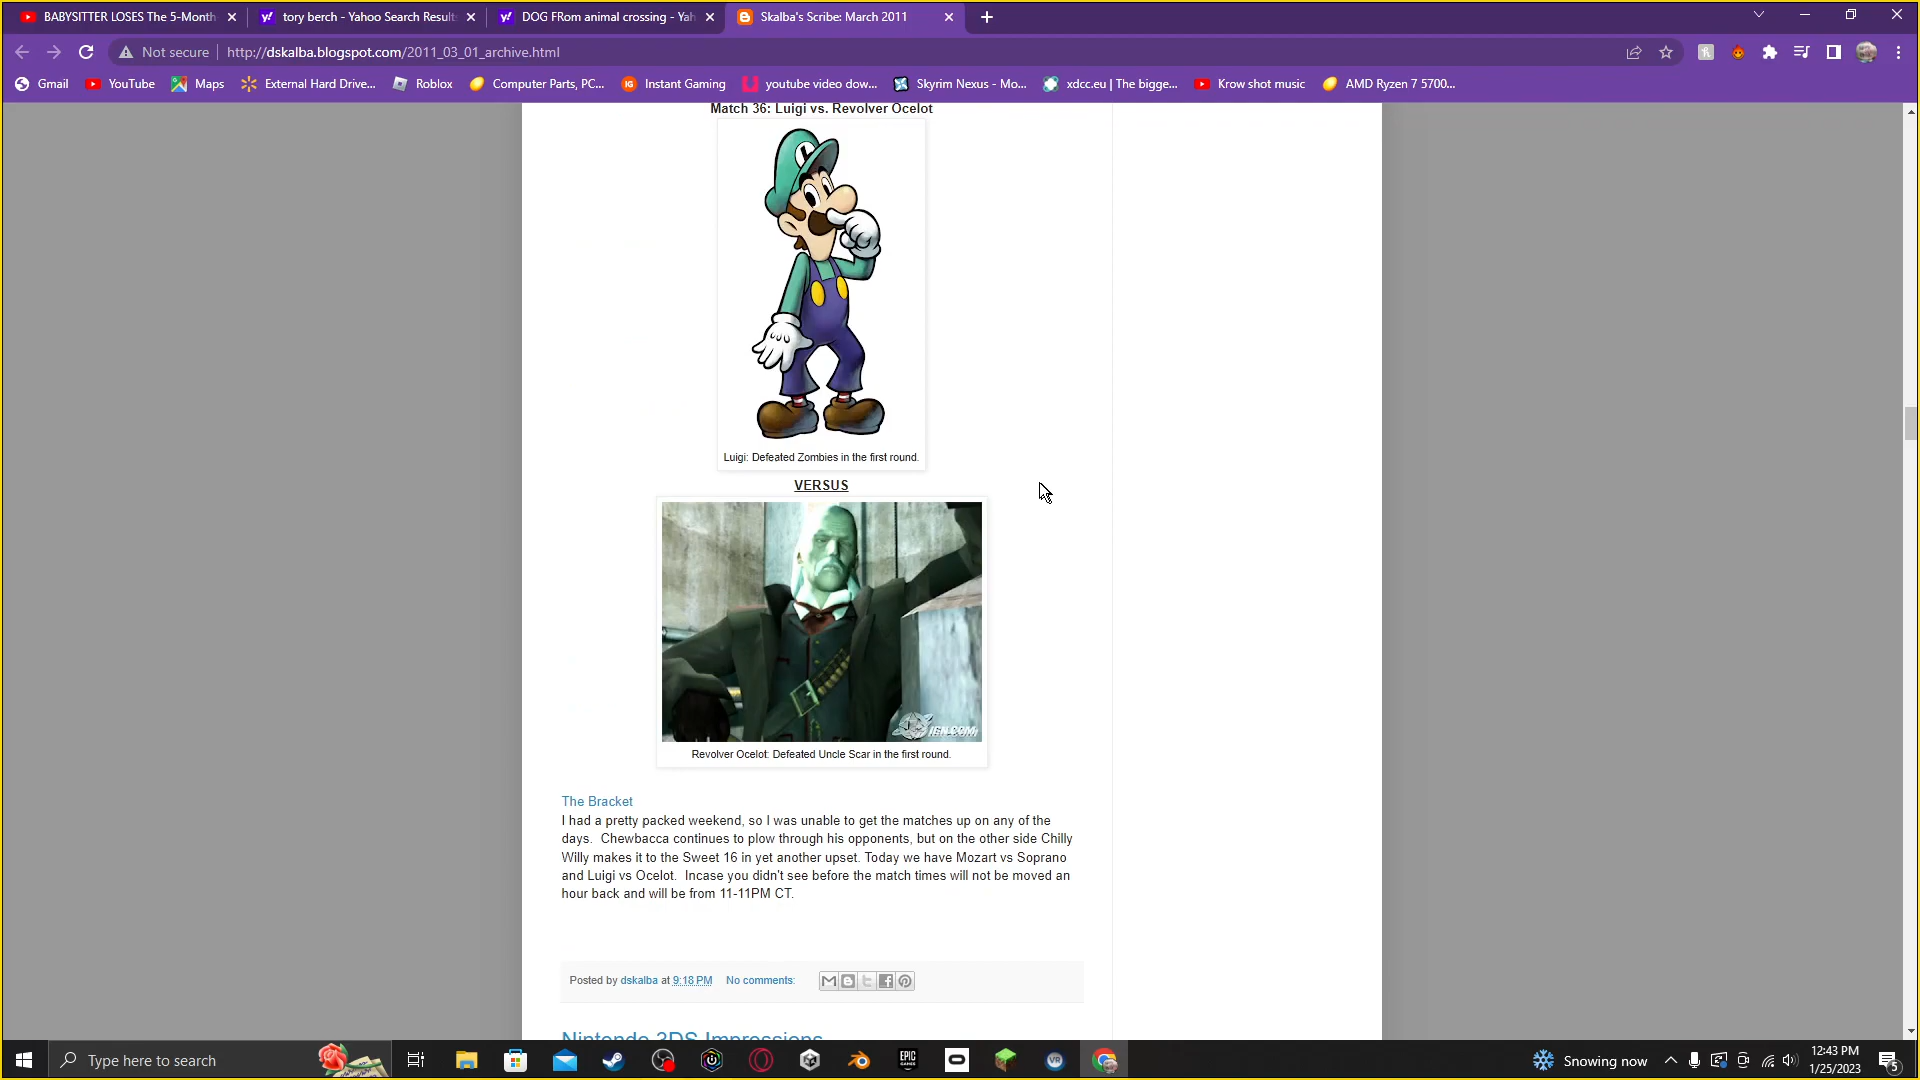 BABYSITTER LOSES The 5-Month
tory berch - Yahoo Search Result
DOG FRom animal crossing - Yah
Skalba's Scribe: March 2011
Not secure
http://dskalba.blogspot.com/2011_03_01_archive.html
Gmail
YouTube
Maps
External Hard Drive...
Roblox
Computer Parts, PC...
Instant Gaming
youtube video dow...
Skyrim Nexus - Mo...
xdcc.eu | The bigge...
Krow shot music
AMD Ryzen 7 5700...
Match 36: Luigi vs. Revolver Ocelot
L
Luigi: Defeated Zombies in the first round.
VERSUS
IGN.COM
Revolver Ocelot: Defeated Uncle Scar in the first round.
The Bracket
I had a pretty packed weekend, so I was unable to get the matches up on any of the
days.  Chewbacca continues to plow through his opponents, but on the other side Chilly
Willy makes it to the Sweet 16 in yet another upset. Today we have Mozart vs Soprano
and Luigi vs Ocelot.  Incase you didn't see before the match times will not be moved an
hour back and will be from 11-11PM CT.
Posted by dskalba at 9:18 PM No comments:
Nintendo 3DS Impressions
Type here to search
EPIC
GAMES
VR
Snowing now
12:43 PM
1/25/2023
5